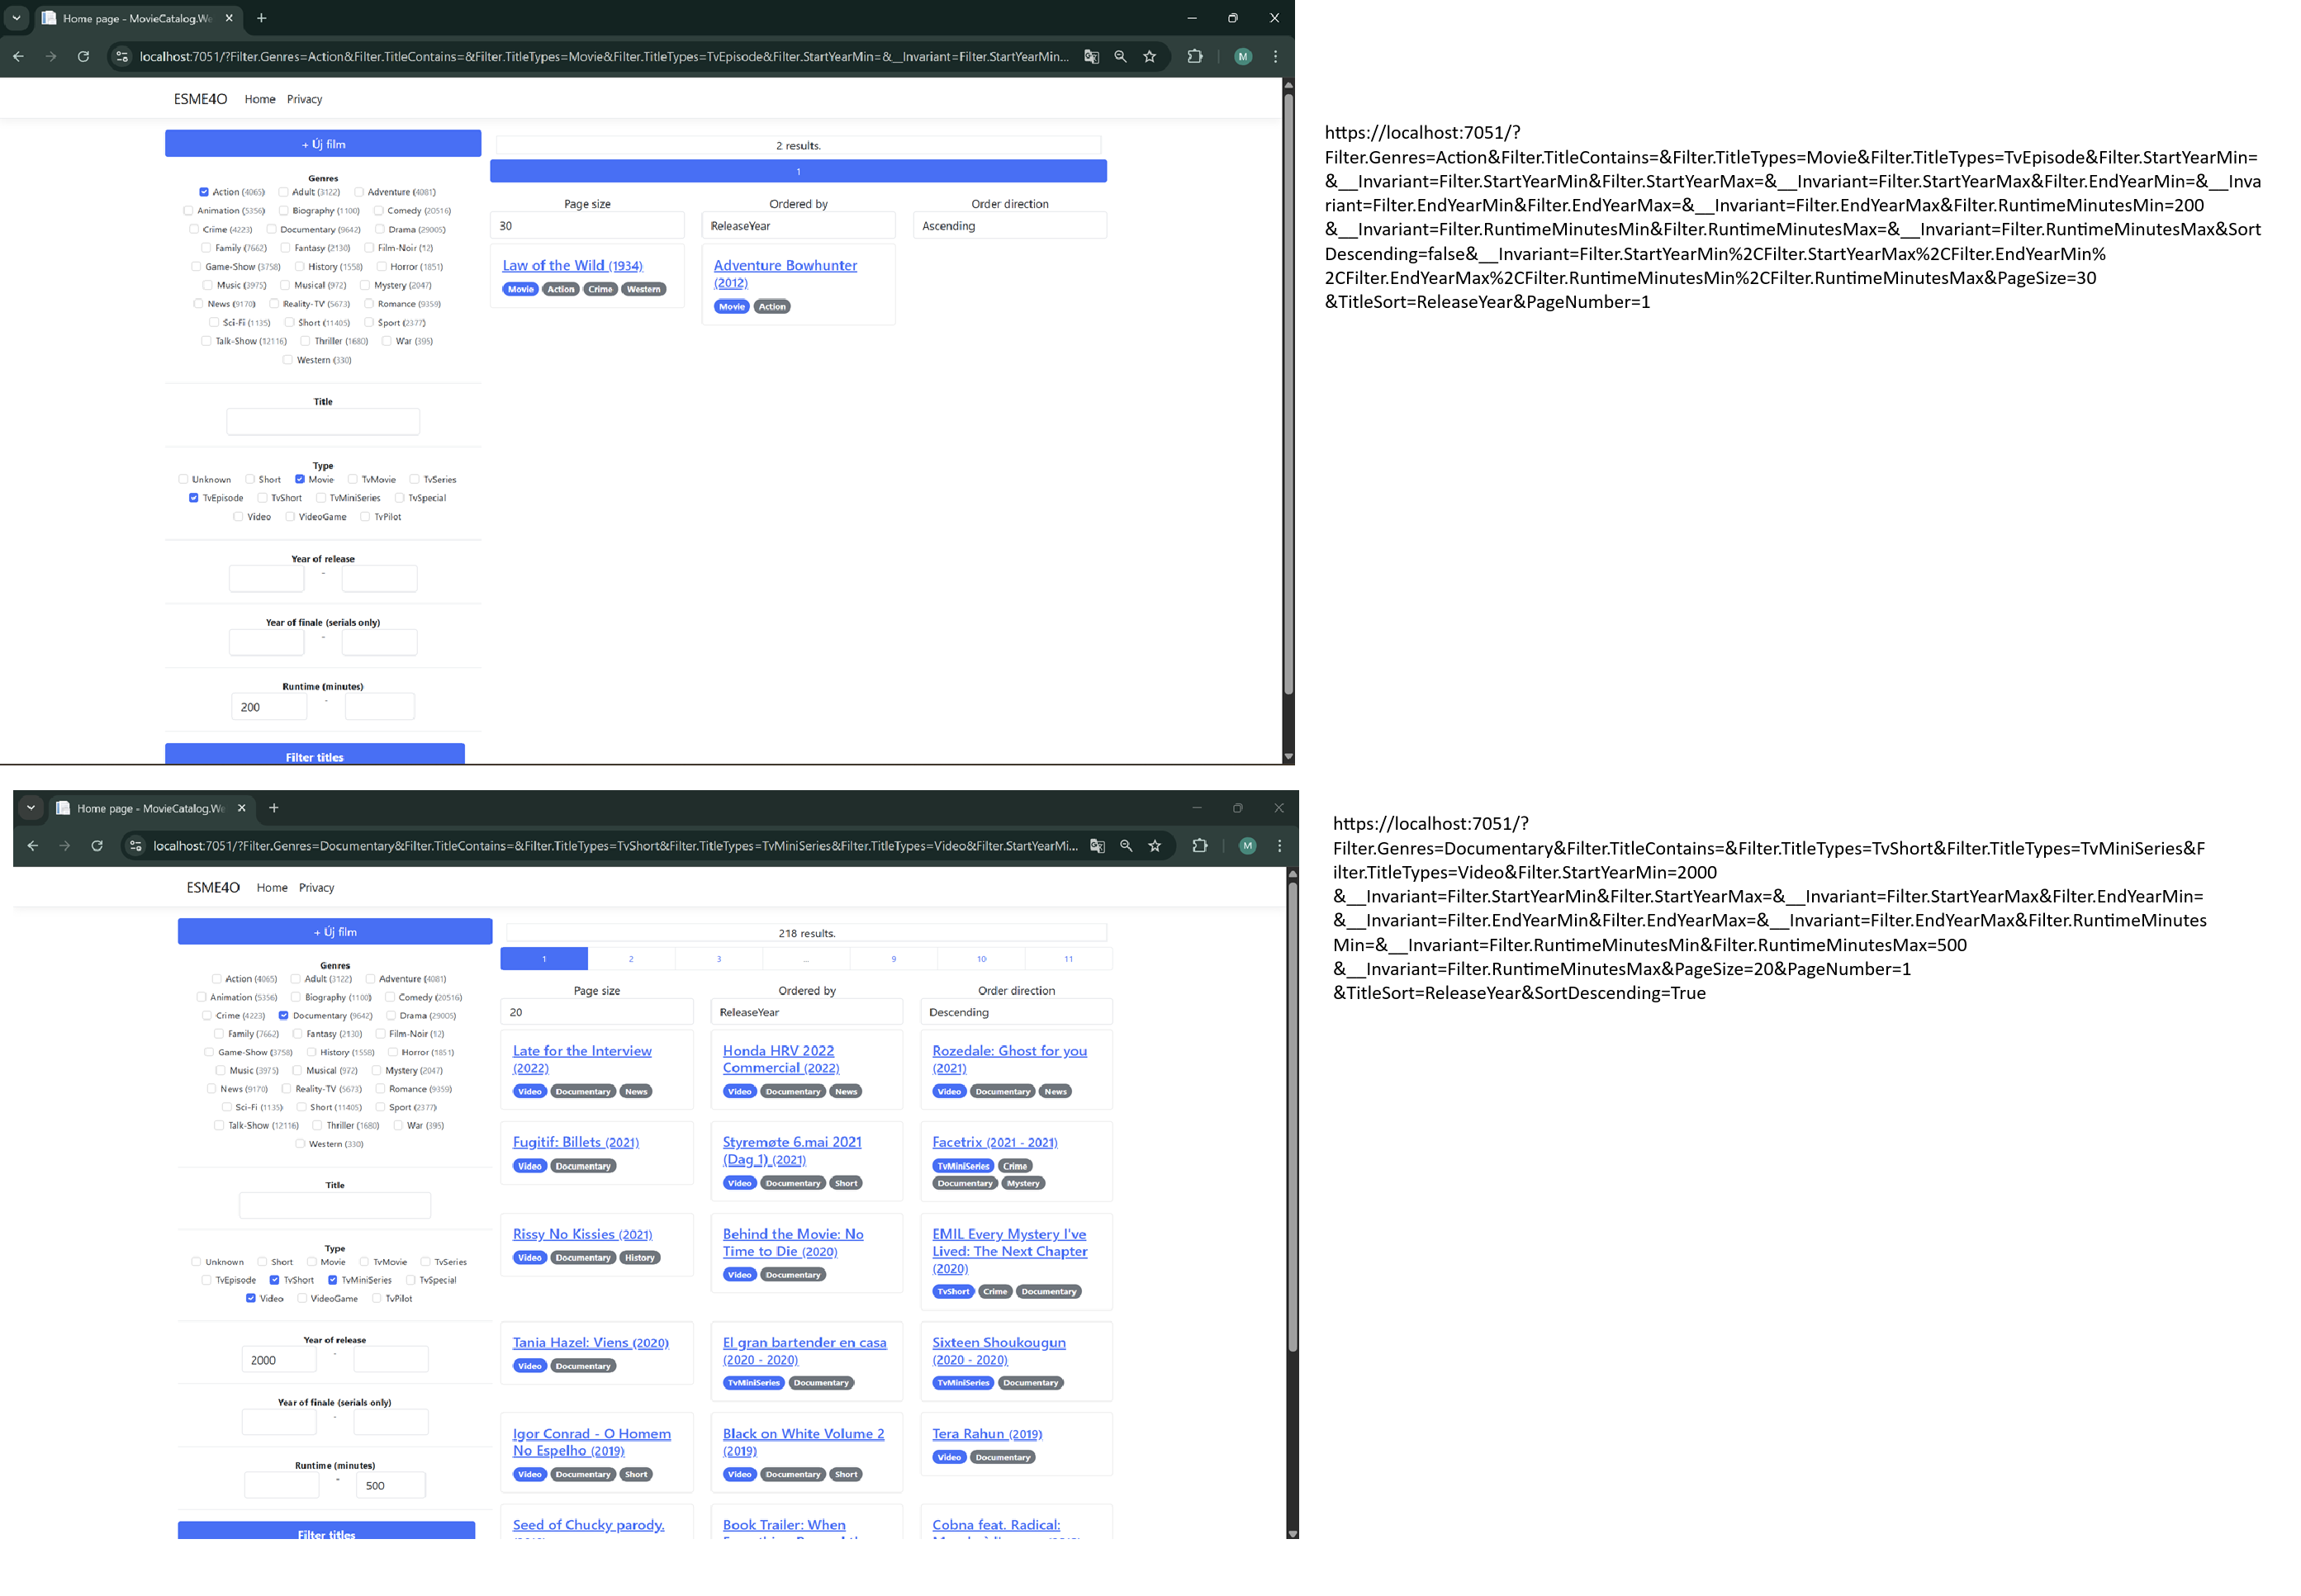 Home page - MovieCatalog.We
localhost:7051/?Filter.Genres=Action&Filter.TitleContains=&Filter.TitleTypes=Movie&Filter.TitleTypes=TvEpisode&Filter.StartYearMin=&__Invariant=Filter.StartYearMin... M
ESME4O Home Privacy
+ Új film
Genres
Action (4065) Adult (3122) Adventure (4081)
Animation (5356) Biography (1100) Comedy (20516)
Crime (4223) Documentary (9642) Drama (29005)
Family (7662) Fantasy (2130) Film-Noir (12)
Game-Show (3758) History (1558) Horror (1851)
Music (3975) Musical (972) Mystery (2047)
News (9170) Reality-TV (5673) Romance (9359)
Sci-Fi (1135) Short (11405) Sport (2377)
Talk-Show (12116) Thriller (1680) War (395)
Western (330)
Title
Type
Unknown Short Movie TvMovie TvSeries
TvEpisode TvShort TvMiniSeries TvSpecial
Video VideoGame TvPilot
Year of release
-
Year of finale (serials only)
-
Runtime (minutes)
200 -
Filter titles
2 results.
1
Page size Ordered by Order direction
30 ReleaseYear Ascending
Law of the Wild (1934)
Movie Action Crime Western
Adventure Bowhunter
(2012)
Movie Action
https://localhost:7051/?
Filter.Genres=Action&Filter.TitleContains=&Filter.TitleTypes=Movie&Filter.TitleTypes=TvEpisode&Filter.StartYearMin=
&__Invariant=Filter.StartYearMin&Filter.StartYearMax=&__Invariant=Filter.StartYearMax&Filter.EndYearMin=&__Inva
riant=Filter.EndYearMin&Filter.EndYearMax=&__Invariant=Filter.EndYearMax&Filter.RuntimeMinutesMin=200
&__Invariant=Filter.RuntimeMinutesMin&Filter.RuntimeMinutesMax=&__Invariant=Filter.RuntimeMinutesMax&Sort
Descending=false&__Invariant=Filter.StartYearMin%2CFilter.StartYearMax%2CFilter.EndYearMin%
2CFilter.EndYearMax%2CFilter.RuntimeMinutesMin%2CFilter.RuntimeMinutesMax&PageSize=30
&TitleSort=ReleaseYear&PageNumber=1
Home page - MovieCatalog.We
localhost:7051/?Filter.Genres=Documentary&Filter.TitleContains=&Filter.TitleTypes=TvShort&Filter.TitleTypes=TvMiniSeries&Filter.TitleTypes=Video&Filter.StartYearMi... M
ESME4O Home Privacy
+ Új film
Genres
Action (4065) Adult (3122) Adventure (4081)
Animation (5356) Biography (1100) Comedy (20516)
Crime (4223) Documentary (9642) Drama (29005)
Family (7662) Fantasy (2130) Film-Noir (12)
Game-Show (3758) History (1558) Horror (1851)
Music (3975) Musical (972) Mystery (2047)
News (9170) Reality-TV (5673) Romance (9359)
Sci-Fi (1135) Short (11405) Sport (2377)
Talk-Show (12116) Thriller (1680) War (395)
Western (330)
Title
Type
Unknown Short Movie TvMovie TvSeries
TvEpisode TvShort TvMiniSeries TvSpecial
Video VideoGame TvPilot
Year of release
2000 -
Year of finale (serials only)
-
Runtime (minutes)
- 500
Filter titles
218 results.
1 2 3 ... 9 10 11
Page size Ordered by Order direction
20 ReleaseYear Descending
Late for the Interview
(2022)
Video Documentary News
Honda HRV 2022
Commercial (2022)
Video Documentary News
Rozedale: Ghost for you
(2021)
Video Documentary News
Fugitif: Billets (2021)
Video Documentary
Styremøte 6.mai 2021
(Dag 1) (2021)
Video Documentary Short
Facetrix (2021 - 2021)
TvMiniSeries Crime
Documentary Mystery
Rissy No Kissies (2021)
Video Documentary History
Behind the Movie: No
Time to Die (2020)
Video Documentary
EMIL Every Mystery I've
Lived: The Next Chapter
(2020)
TvShort Crime Documentary
Tania Hazel: Viens (2020)
Video Documentary
El gran bartender en casa
(2020 - 2020)
TvMiniSeries Documentary
Sixteen Shoukougun
(2020 - 2020)
TvMiniSeries Documentary
Igor Conrad - O Homem
No Espelho (2019)
Video Documentary Short
Black on White Volume 2
(2019)
Video Documentary Short
Tera Rahun (2019)
Video Documentary
Seed of Chucky parody.
Book Trailer: When
Cobna feat. Radical:
https://localhost:7051/?
Filter.Genres=Documentary&Filter.TitleContains=&Filter.TitleTypes=TvShort&Filter.TitleTypes=TvMiniSeries&F
ilter.TitleTypes=Video&Filter.StartYearMin=2000
&__Invariant=Filter.StartYearMin&Filter.StartYearMax=&__Invariant=Filter.StartYearMax&Filter.EndYearMin=
&__Invariant=Filter.EndYearMin&Filter.EndYearMax=&__Invariant=Filter.EndYearMax&Filter.RuntimeMinutes
Min=&__Invariant=Filter.RuntimeMinutesMin&Filter.RuntimeMinutesMax=500
&__Invariant=Filter.RuntimeMinutesMax&PageSize=20&PageNumber=1
&TitleSort=ReleaseYear&SortDescending=True